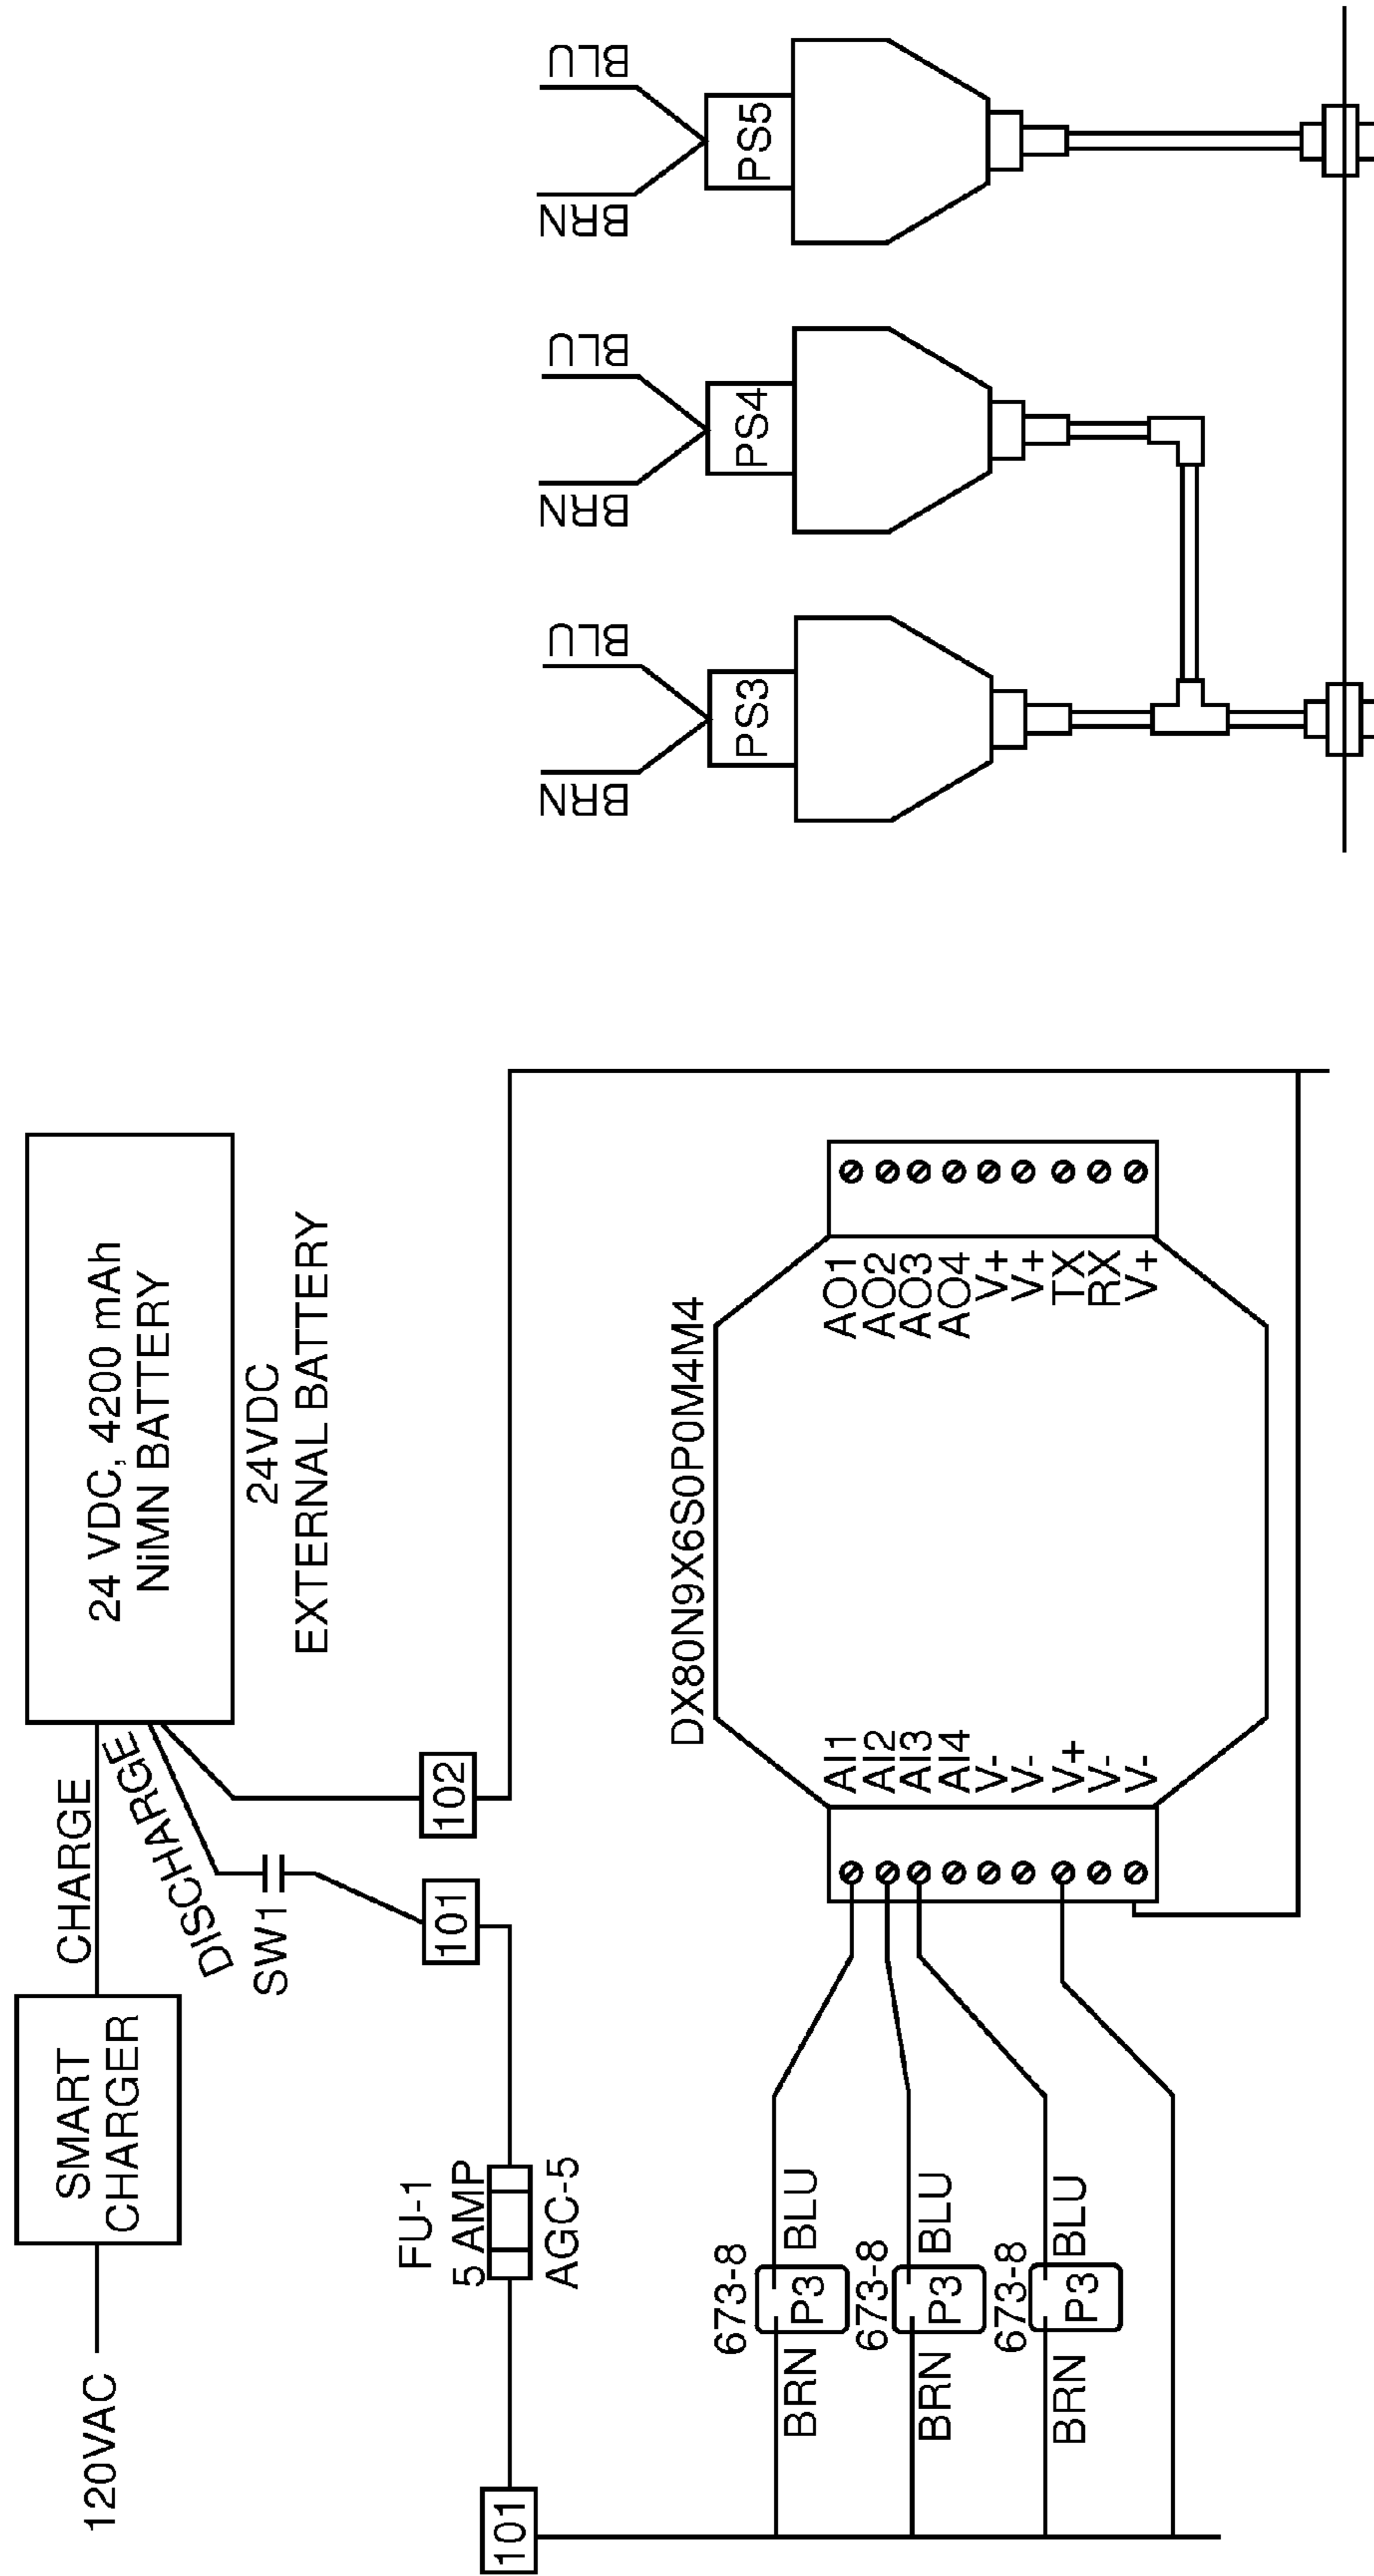 120VAC
SMART
CHARGER
CHARGE
DISCHARGE
24 VDC, 4200 mAh
NiMN BATTERY
24VDC
EXTERNAL BATTERY
SW1
101
102
FU-1
5 AMP
AGC-5
101
673-8
BRN
P3
BLU
673-8
BRN
P3
BLU
673-8
BRN
P3
BLU
DX80N9X6S0P0M4M4
AI1
AI2
AI3
AI4
V-
V-
V+
V-
V-
AO1
AO2
AO3
AO4
V+
V+
TX
RX
V+
BRN
BLU
PS3
BRN
BLU
PS4
BRN
BLU
PS5